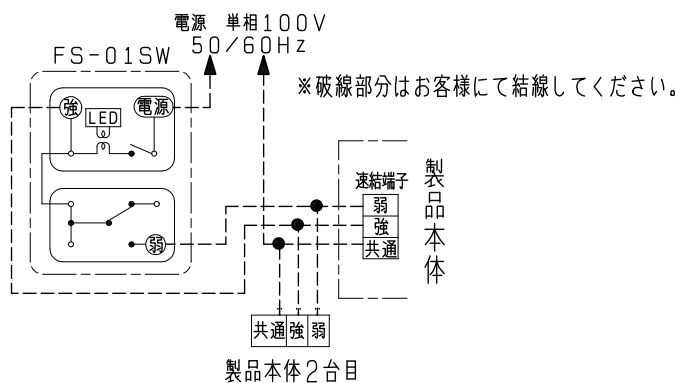 電源 単相100V
50/60Hz
FS-01SW
※破線部分はお客様にて結線してください。
強
電源
LED
速結端子
弱
強
共通
製品本体
弱
共通 強 弱
製品本体2台目